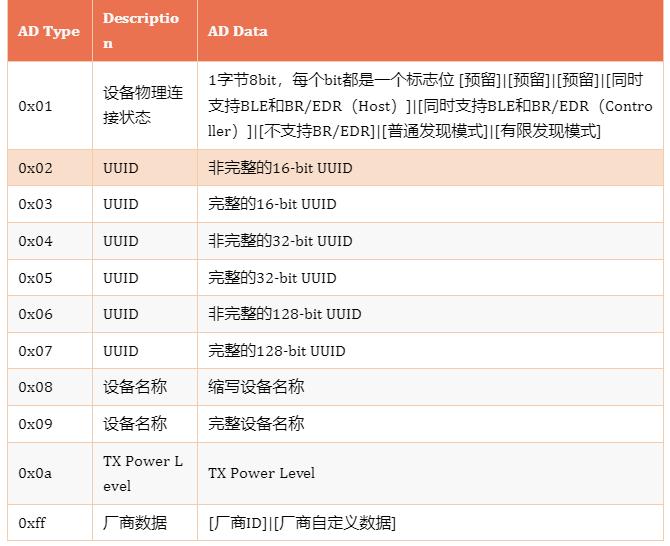 AD Type
Descriptio
n
AD Data
0x01
设备物理连
接状态
1字节8bit，每个bit都是一个标志位 [预留]|[预留]|[预留]|[同时
支持BLE和BR/EDR（Host）]|[同时支持BLE和BR/EDR（Contro
ller）]|[不支持BR/EDR]|[普通发现模式]|[有限发现模式]
0x02 UUID 非完整的16-bit UUID
0x03 UUID 完整的16-bit UUID
0x04 UUID 非完整的32-bit UUID
0x05 UUID 完整的32-bit UUID
0x06 UUID 非完整的128-bit UUID
0x07 UUID 完整的128-bit UUID
0x08 设备名称 缩写设备名称
0x09 设备名称 完整设备名称
0x0a
TX Power L
evel
TX Power Level
0xff 厂商数据 [厂商ID]|[厂商自定义数据]